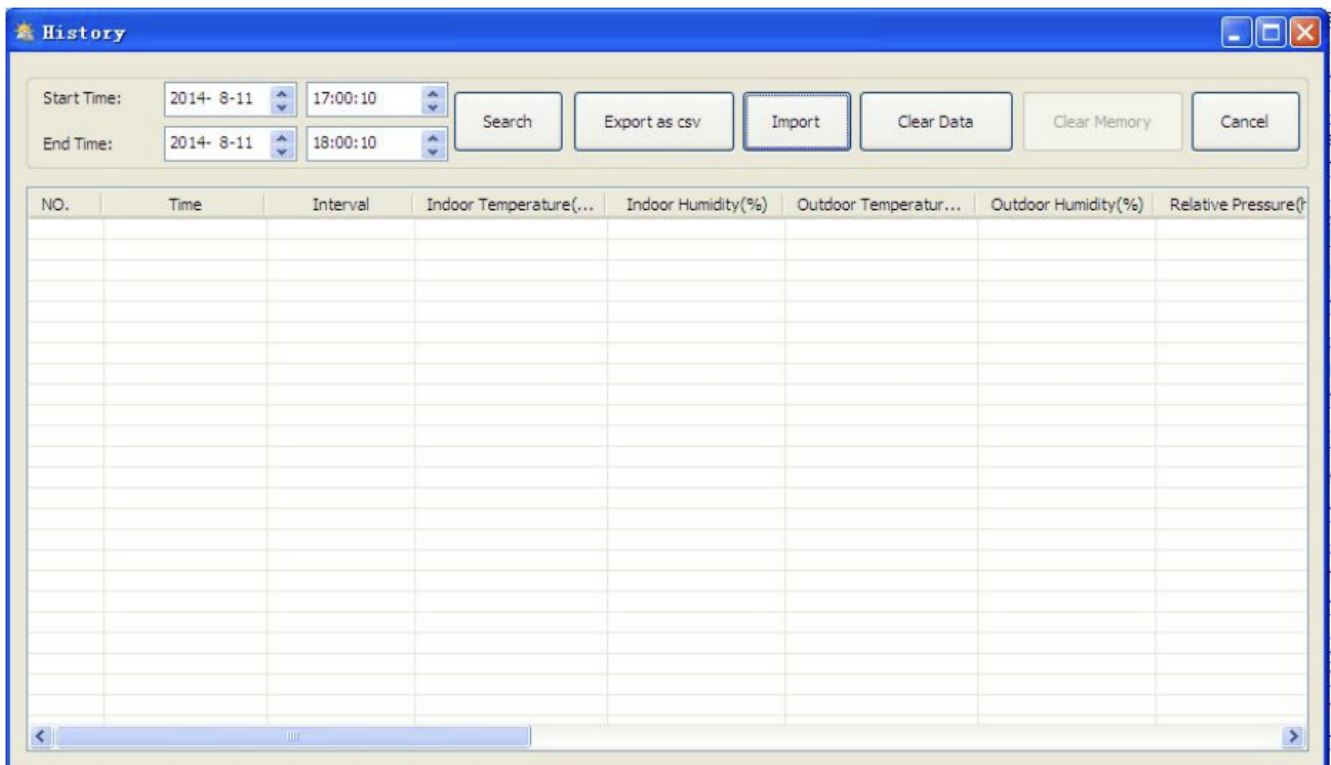 History
Start Time: 2014- 8-11 17:00:10
End Time: 2014- 8-11 18:00:10
Search Export as csv Import Clear Data Clear Memory Cancel
NO. Time Interval Indoor Temperature(... Indoor Humidity(%) Outdoor Temperatur... Outdoor Humidity(%) Relative Pressure(h